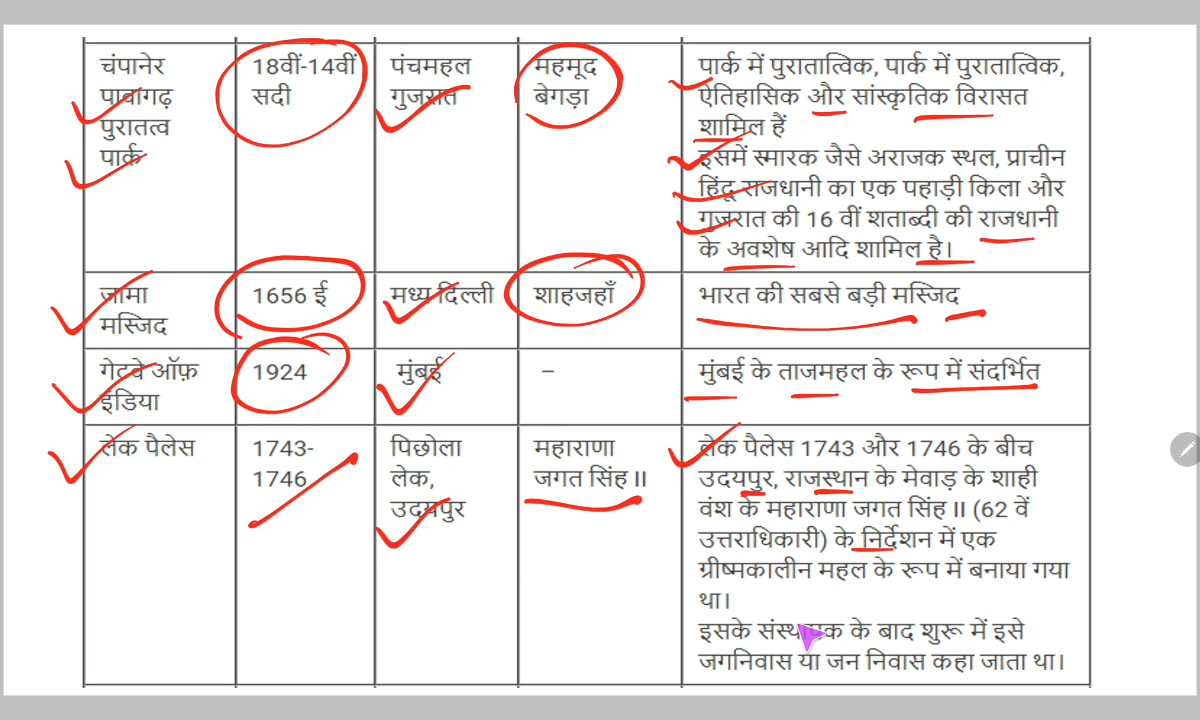 चंपानेर
पावागढ़
पुरातत्व
पार्क
18वीं-14वीं
सदी
पंचमहल
गुजरात
महमूद
बेगड़ा
पार्क में पुरातात्विक, पार्क में पुरातात्विक,
ऐतिहासिक और सांस्कृतिक विरासत
शामिल हैं
इसमें स्मारक जैसे अराजक स्थल, प्राचीन
हिंदू राजधानी का एक पहाड़ी किला और
गुजरात की 16 वीं शताब्दी की राजधानी
के अवशेष आदि शामिल है।
जामा
मस्जिद
1656 ई
मध्य दिल्ली
शाहजहाँ
भारत की सबसे बड़ी मस्जिद
गेटवे ऑफ़
इंडिया
1924
मुंबई
–
मुंबई के ताजमहल के रूप में संदर्भित
लेक पैलेस
1743-
1746
पिछोला
लेक,
उदयपुर
महाराणा
जगत सिंह II
लेक पैलेस 1743 और 1746 के बीच
उदयपुर, राजस्थान के मेवाड़ के शाही
वंश के महाराणा जगत सिंह II (62 वें
उत्तराधिकारी) के निर्देशन में एक
ग्रीष्मकालीन महल के रूप में बनाया गया
था।
इसके संस्थापक के बाद शुरू में इसे
जगनिवास या जन निवास कहा जाता था।